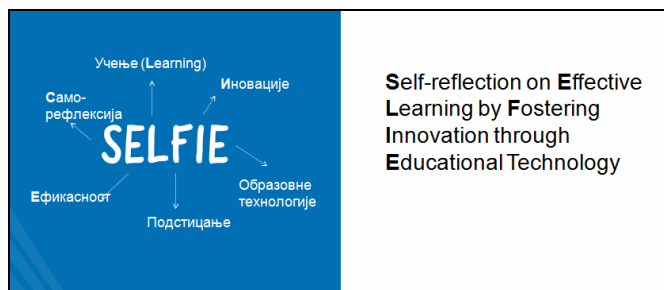 Учење (Learning)
Иновације
Само-
рефлексија
SELFIE
Образовне
технологије
Ефикасност
Подстицање
Self-reflection on Effective
Learning by Fostering
Innovation through
Educational Technology